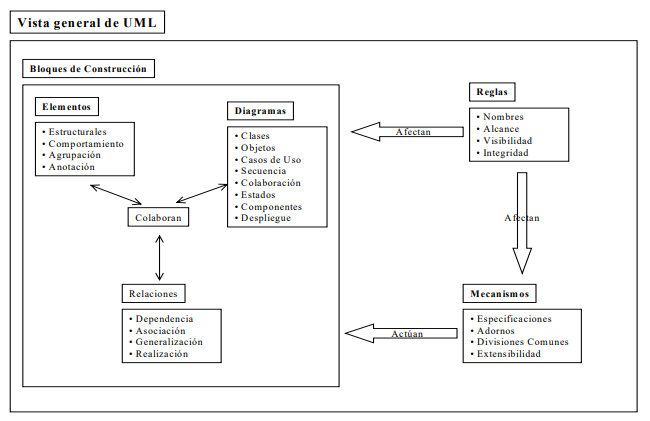 Vista general de UML
Bloques de Construcción
Elementos
• Estructurales
• Comportamiento
• Agrupación
• Anotación
Diagramas
• Clases
• Objetos
• Casos de Uso
• Secuencia
• Colaboración
• Estados
• Componentes
• Despliegue
Colaboran
Relaciones
• Dependencia
• Asociación
• Generalización
• Realización
Afectan
Reglas
• Nombres
• Alcance
• Visibilidad
• Integridad
Afectan
Actúan
Mecanismos
• Especificaciones
• Adornos
• Divisiones Comunes
• Extensibilidad